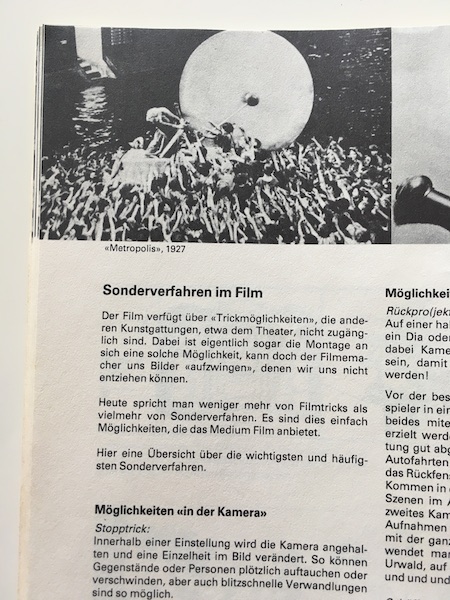 «Metropolis», 1927
Sonderverfahren im Film
Der Film verfügt über «Trickmöglichkeiten», die ande-
ren Kunstgattungen, etwa dem Theater, nicht zugäng-
lich sind. Dabei ist eigentlich sogar die Montage an
sich eine solche Möglichkeit, kann doch der Filmema-
cher uns Bilder «aufzwingen», denen wir uns nicht
entziehen können.
Heute spricht man weniger mehr von Filmtricks als
vielmehr von Sonderverfahren. Es sind dies einfach
Möglichkeiten, die das Medium Film anbietet.
Hier eine Übersicht über die wichtigsten und häufig-
sten Sonderverfahren.
Möglichkeiten «in der Kamera»
Stopptrick:
Innerhalb einer Einstellung wird die Kamera angehal-
ten und eine Einzelheit im Bild verändert. So können
Gegenstände oder Personen plötzlich auftauchen oder
verschwinden, aber auch blitzschnelle Verwandlungen
sind so möglich.
Möglichkei
Rückpro(jek
Auf einer hal
ein Dia oder
dabei Kame
sein, damit
werden!
Vor der bes
spieler in ein
beides mite
erzielt werde
tung gut abg
Autofahrten
das Rückfens
Kommen in e
Szenen im A
zweites Kam
Aufnahmen
mit der ganz
wendet mar
Urwald, auf
und und und